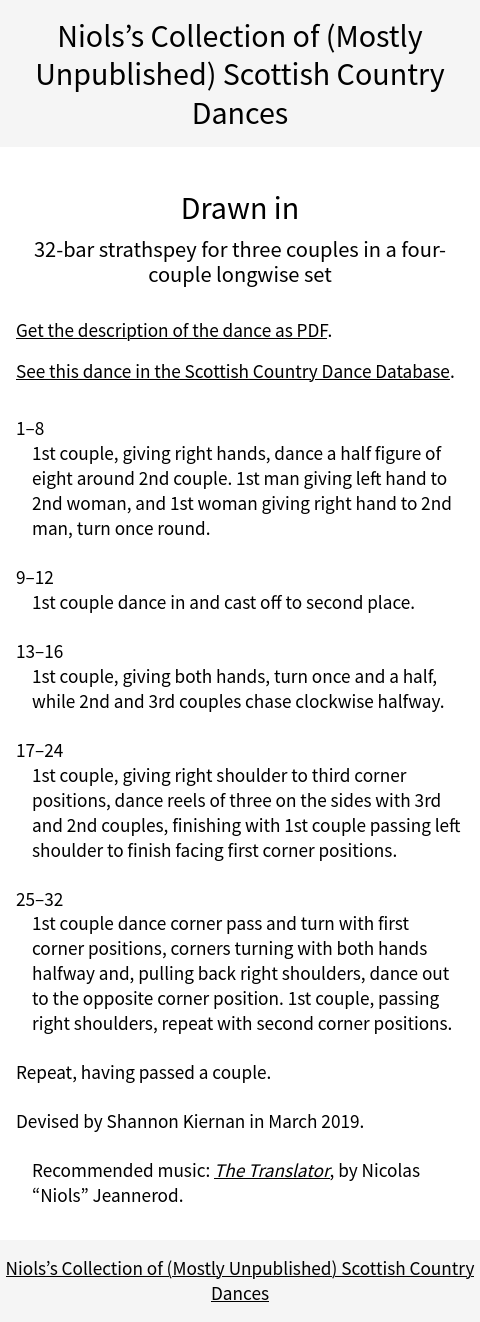 Niols’s Collection of (Mostly
Unpublished) Scottish Country
Dances
Drawn in
32-bar strathspey for three couples in a four-
couple longwise set
Get the description of the dance as PDF.
See this dance in the Scottish Country Dance Database.
1–8
1st couple, giving right hands, dance a half figure of
eight around 2nd couple. 1st man giving left hand to
2nd woman, and 1st woman giving right hand to 2nd
man, turn once round.
9–12
1st couple dance in and cast off to second place.
13–16
1st couple, giving both hands, turn once and a half,
while 2nd and 3rd couples chase clockwise halfway.
17–24
1st couple, giving right shoulder to third corner
positions, dance reels of three on the sides with 3rd
and 2nd couples, finishing with 1st couple passing left
shoulder to finish facing first corner positions.
25–32
1st couple dance corner pass and turn with first
corner positions, corners turning with both hands
halfway and, pulling back right shoulders, dance out
to the opposite corner position. 1st couple, passing
right shoulders, repeat with second corner positions.
Repeat, having passed a couple.
Devised by Shannon Kiernan in March 2019.
Recommended music: The Translator, by Nicolas
“Niols” Jeannerod.
Niols’s Collection of (Mostly Unpublished) Scottish Country
Dances